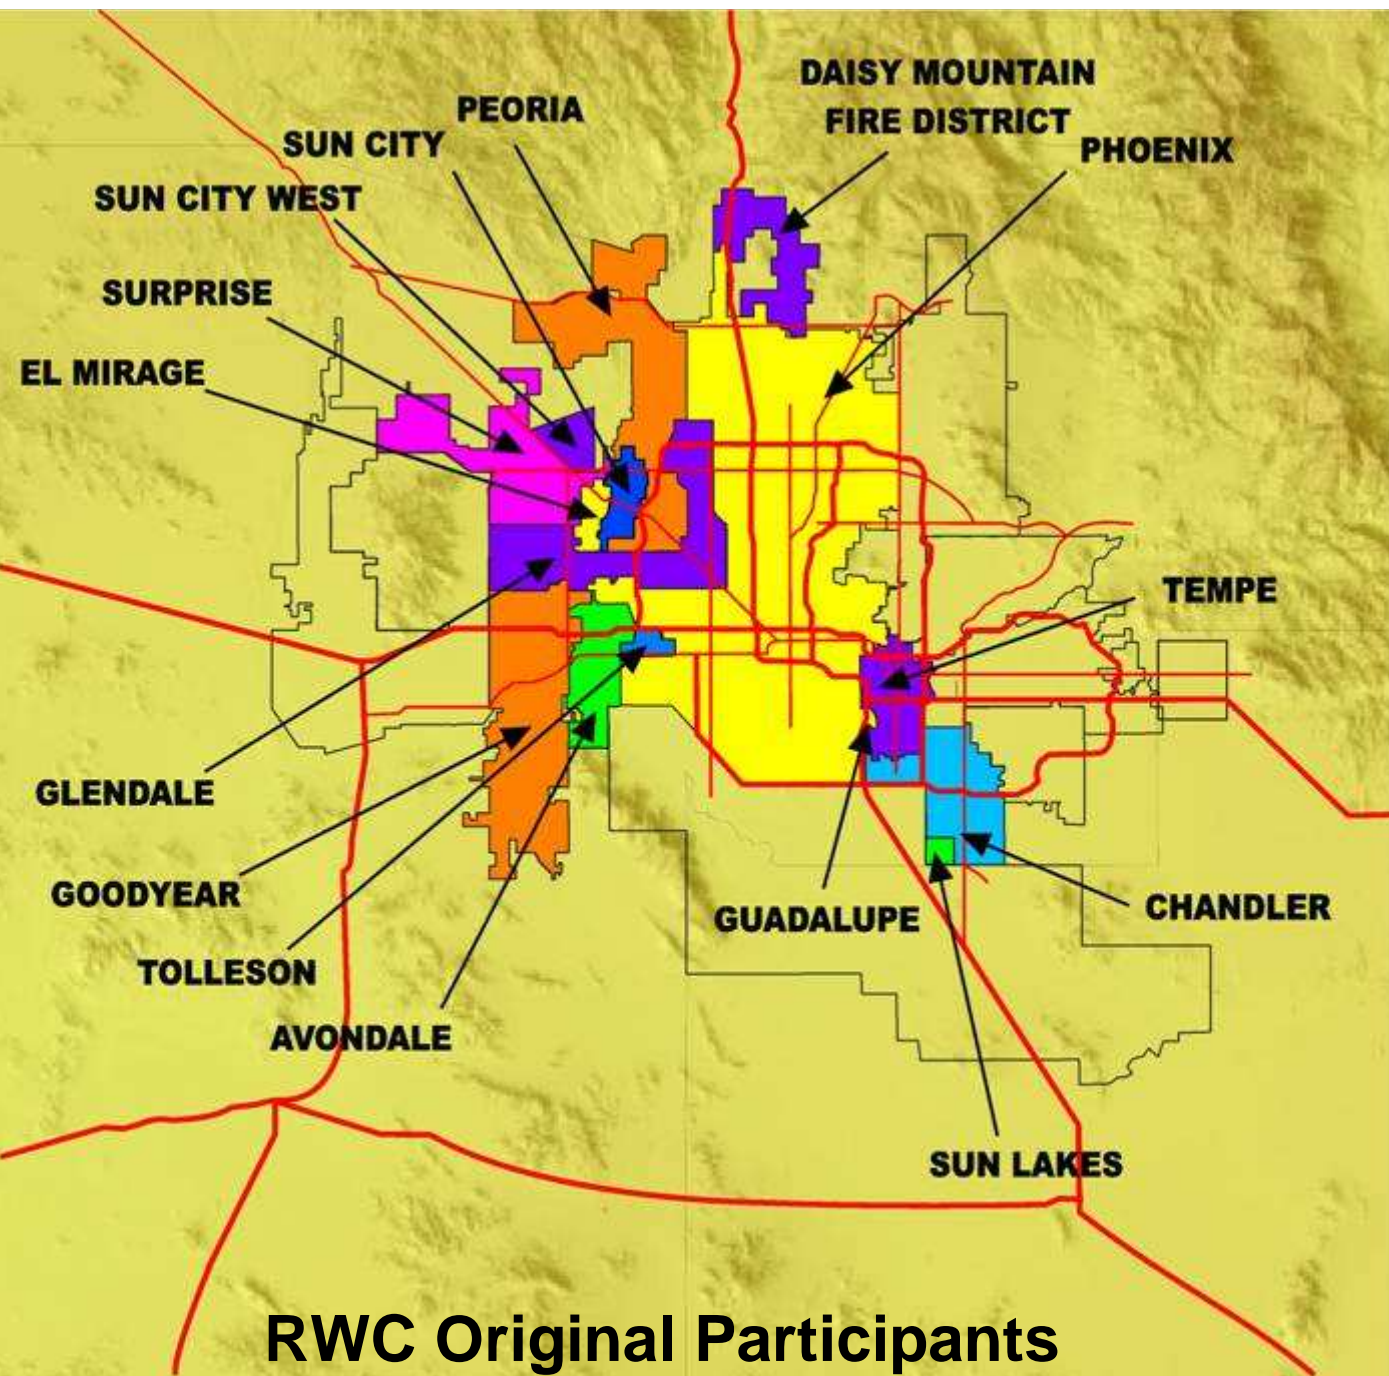 DAISY MOUNTAIN
FIRE DISTRICT
PEORIA
SUN CITY
PHOENIX
SUN CITY WEST
SURPRISE
EL MIRAGE
TEMPE
GLENDALE
GOODYEAR
GUADALUPE
CHANDLER
TOLLESON
AVONDALE
SUN LAKES
RWC Original Participants